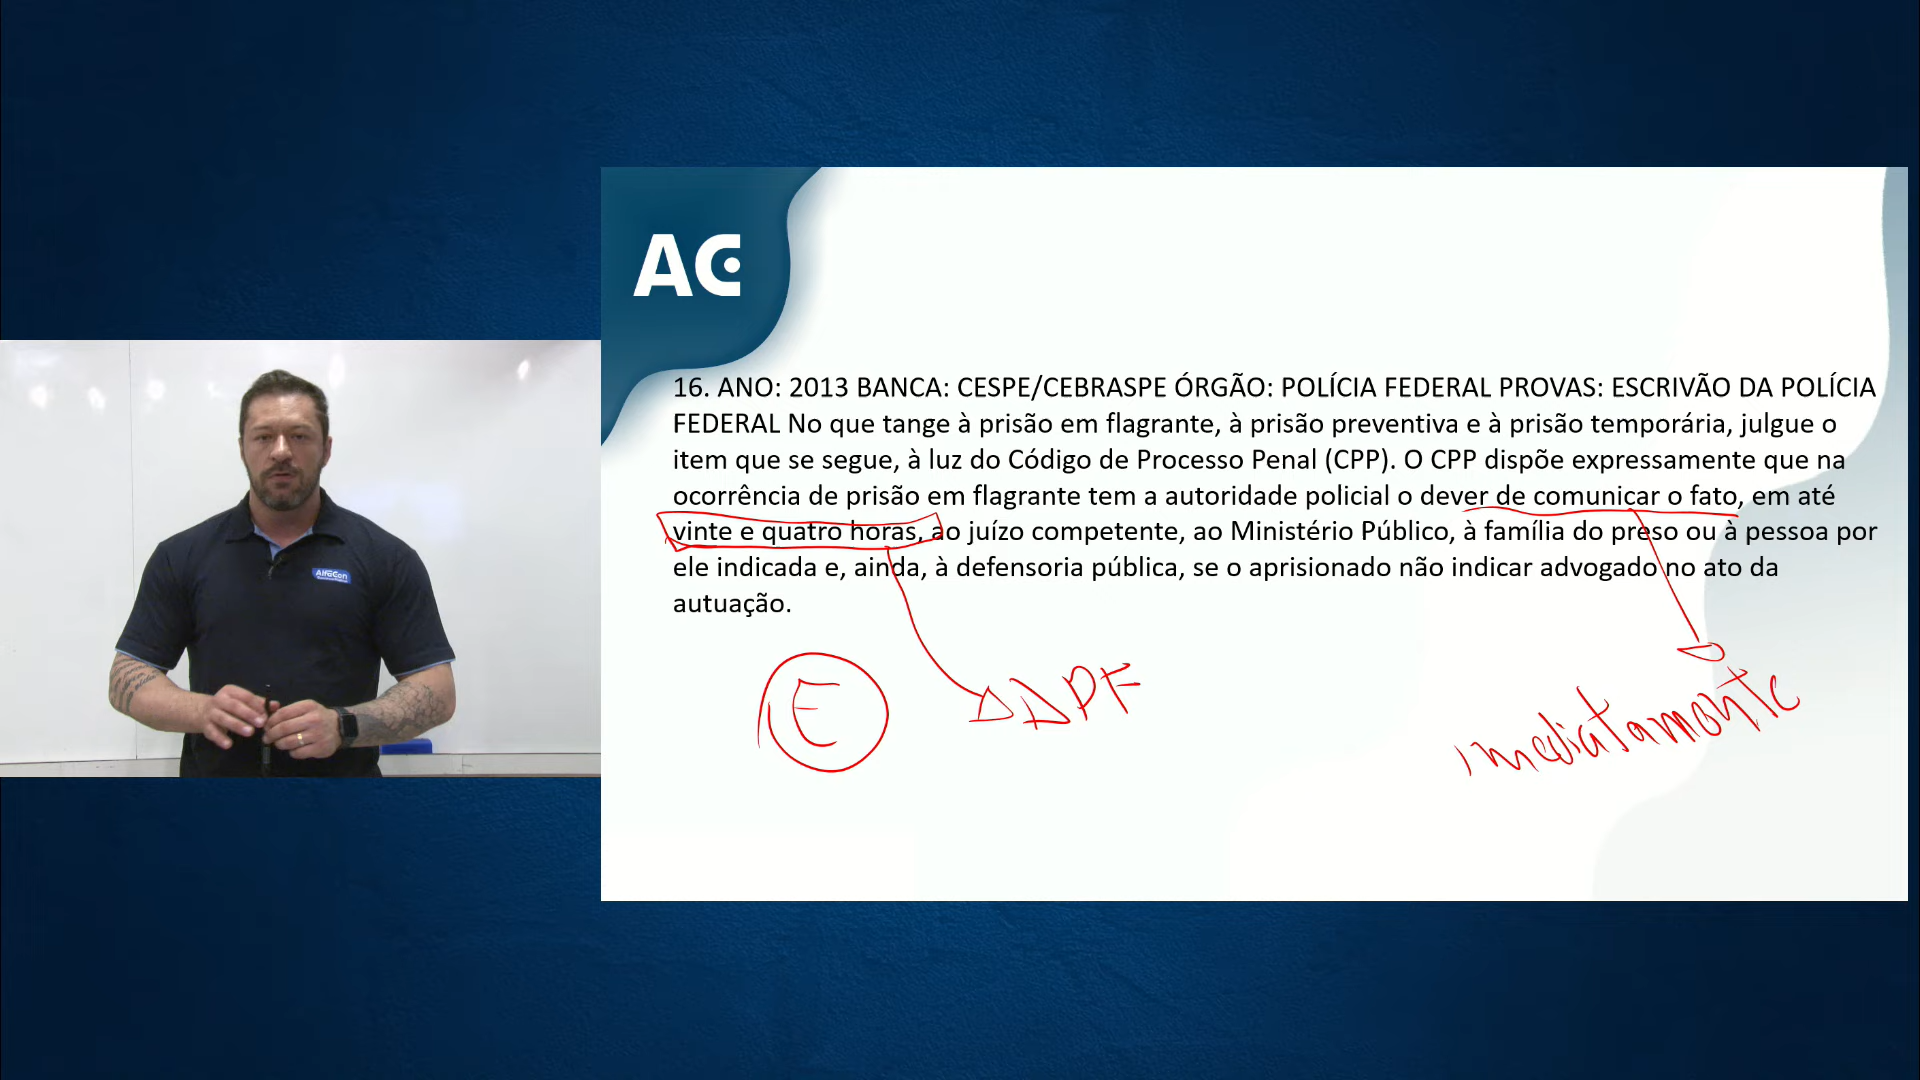 AC
16. ANO: 2013 BANCA: CESPE/CEBRASPE ÓRGÃO: POLÍCIA FEDERAL PROVAS: ESCRIVÃO DA POLÍCIA
FEDERAL No que tange à prisão em flagrante, à prisão preventiva e à prisão temporária, julgue o
item que se segue, à luz do Código de Processo Penal (CPP). O CPP dispõe expressamente que na
ocorrência de prisão em flagrante tem a autoridade policial o dever de comunicar o fato, em até
vinte e quatro horas, ao juízo competente, ao Ministério Público, à família do preso ou à pessoa por
ele indicada e, ainda, à defensoria pública, se o aprisionado não indicar advogado no ato da
autuação.
AlfaCon
E
APF
imediatamente